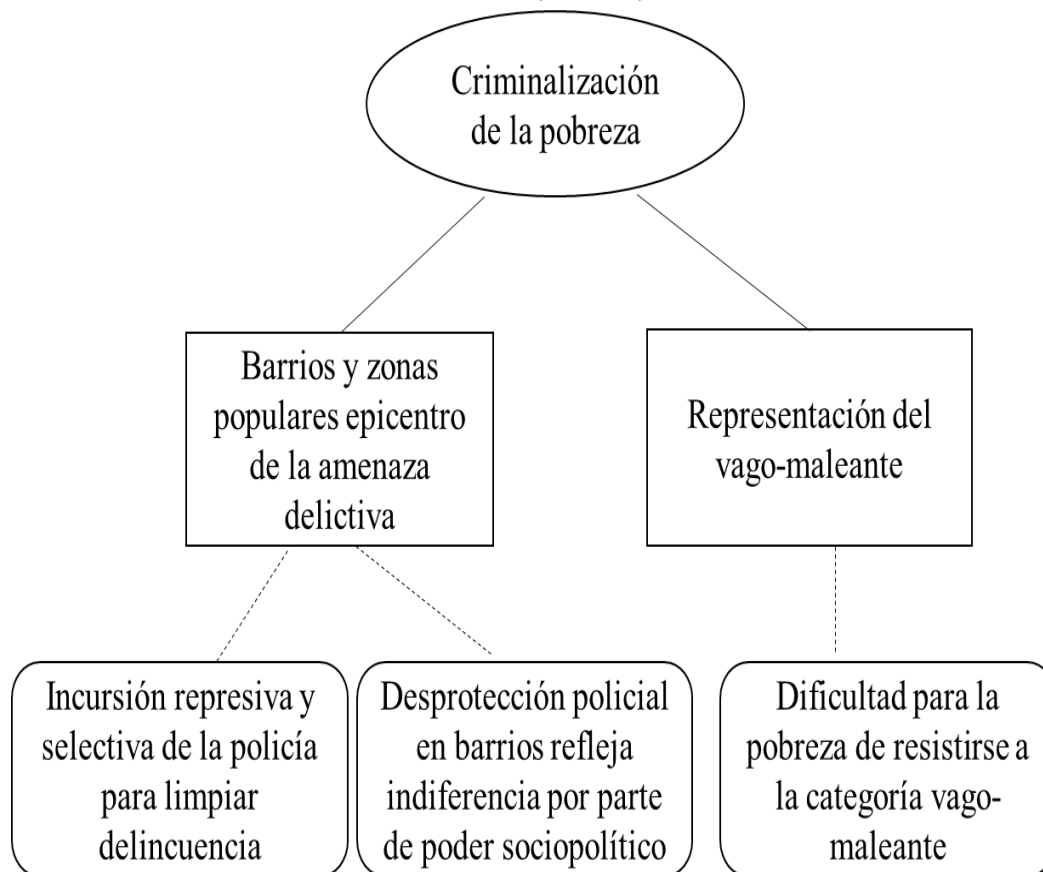 Criminalización
de la pobreza
Barrios y zonas
populares epicentro
de la amenaza
delictiva
Representación del
vago-maleante
Incursión represiva y
selectiva de la policía
para limpiar
delincuencia
Desprotección policial
en barrios refleja
indiferencia por parte
de poder sociopolítico
Dificultad para la
pobreza de resistirse a
la categoría vago-
maleante